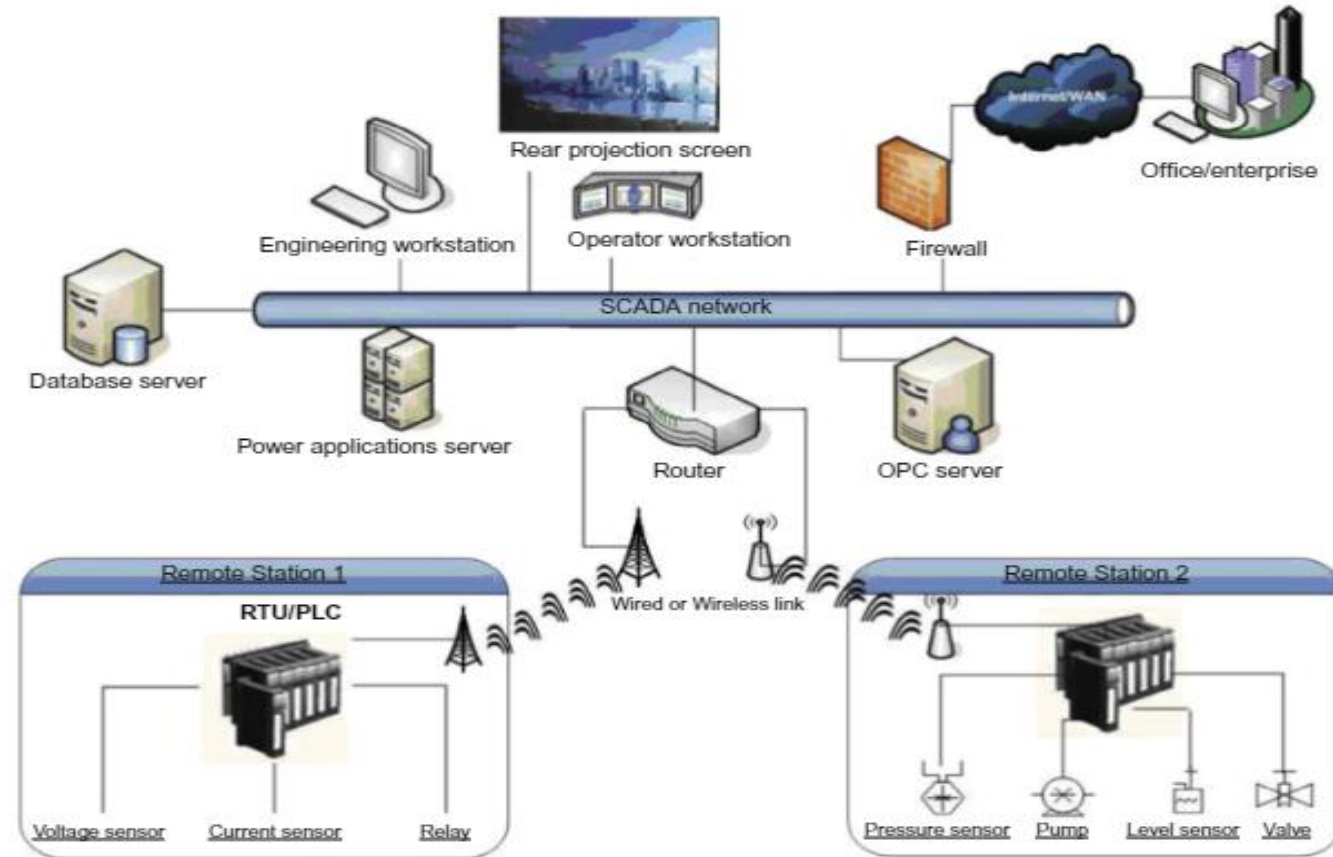 Internet/WAN
Rear projection screen
Office/enterprise
Engineering workstation
Operator workstation
Firewall
SCADA network
Database server
Power applications server
Router
OPC server
Remote Station 1
Remote Station 2
Wired or Wireless link
RTU/PLC
Voltage sensor
Current sensor
Relay
Pressure sensor
Pump
Level sensor
Valve